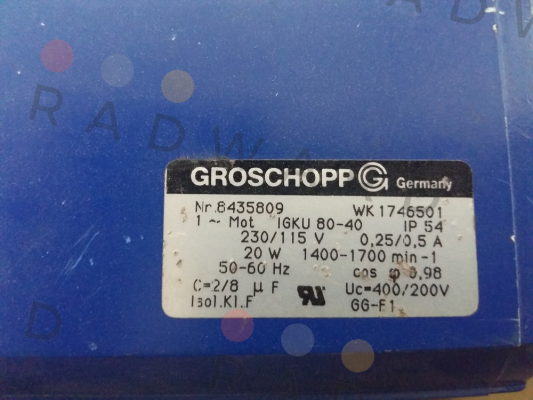 RADWA
D
WAD
GROSCHOPP G Germany
Nr.8435809 WK 1746501
1 ~ Mot IGKU 80-40 IP 54
230/115 V 0,25/0,5 A
20 W 1400-1700 min -1
50-60 Hz cos φ 0,98
C=2/8 μ F Uc=400/200V
Isol.Kl.F GG-F1